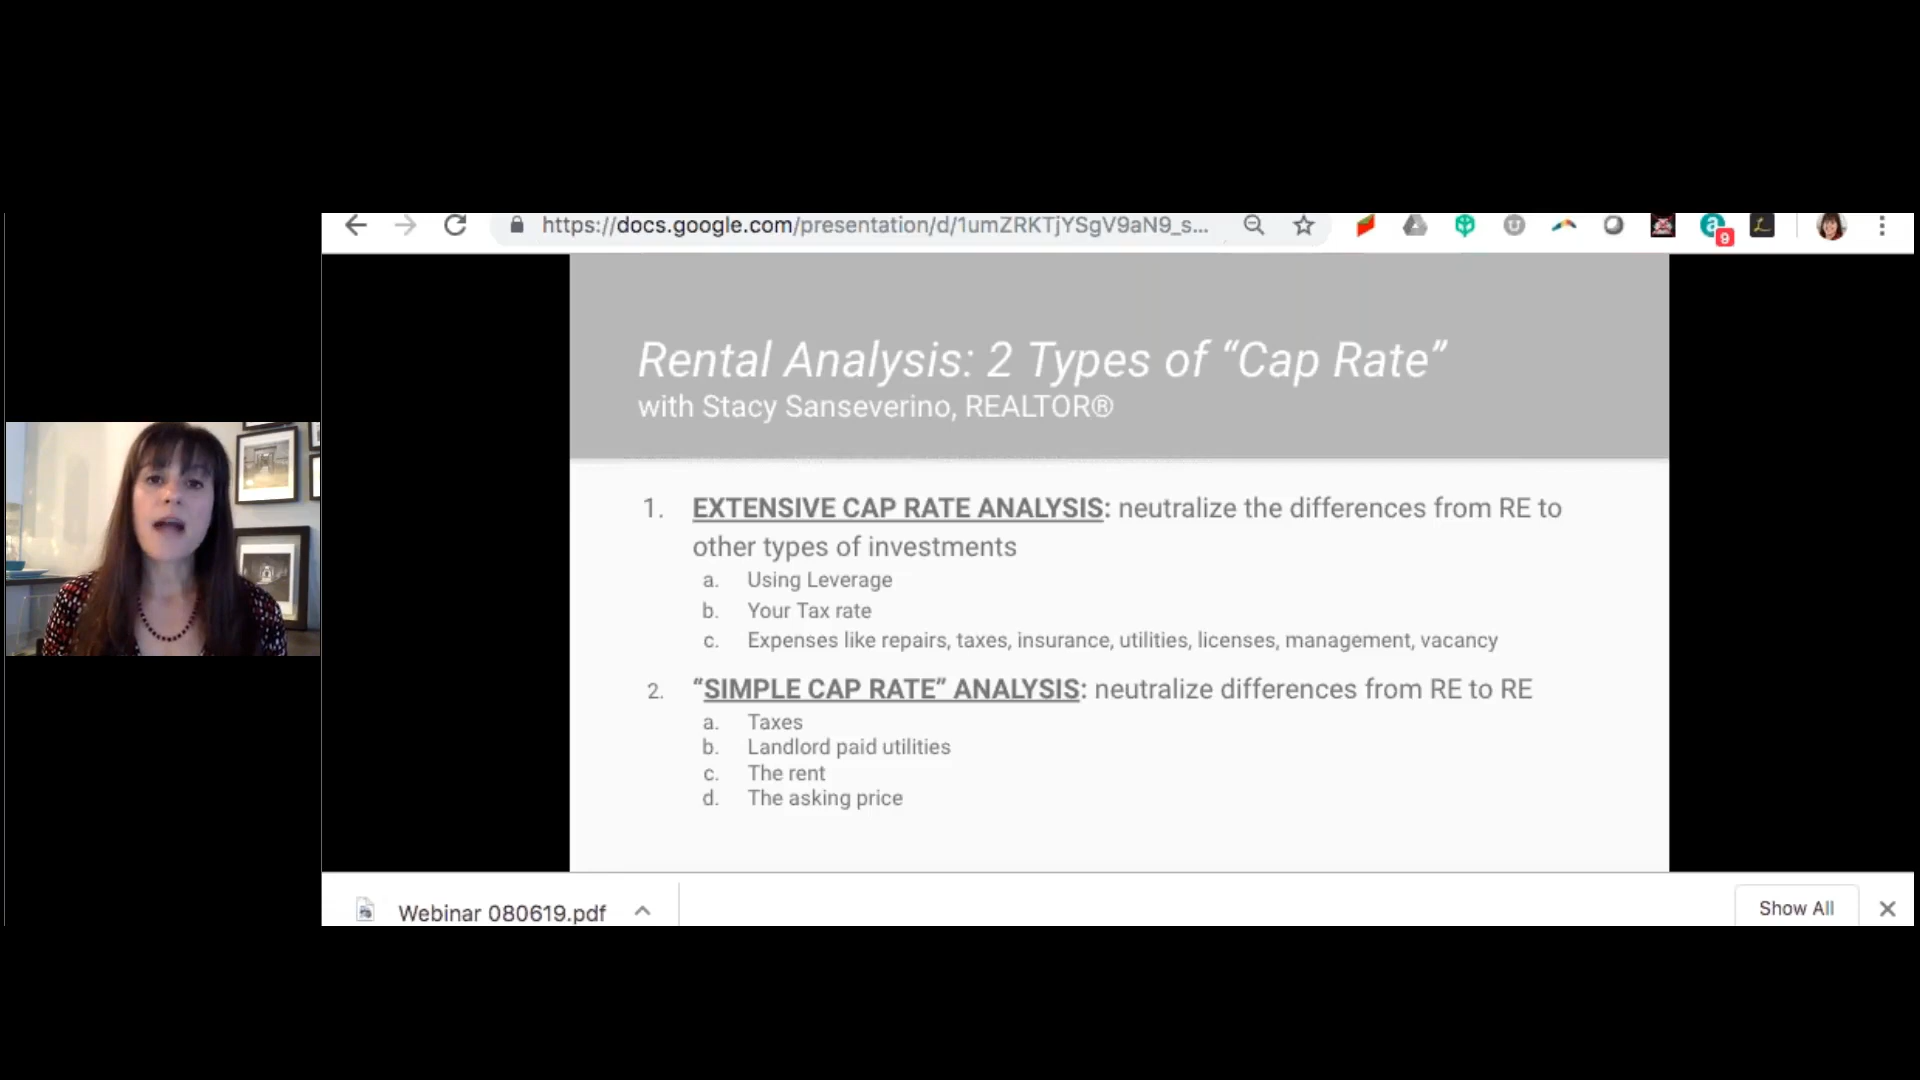 https://docs.google.com/presentation/d/1umZRKTjYSgV9aN9_s...
9
Rental Analysis: 2 Types of “Cap Rate”
with Stacy Sanseverino, REALTOR®
1. EXTENSIVE CAP RATE ANALYSIS: neutralize the differences from RE to
other types of investments
a. Using Leverage
b. Your Tax rate
c. Expenses like repairs, taxes, insurance, utilities, licenses, management, vacancy
2. “SIMPLE CAP RATE” ANALYSIS: neutralize differences from RE to RE
a. Taxes
b. Landlord paid utilities
c. The rent
d. The asking price
Webinar 080619.pdf
Show All